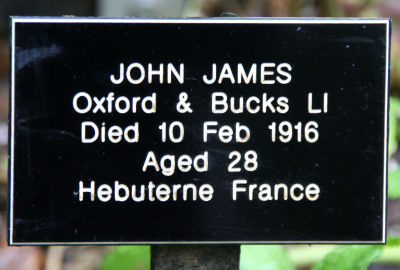 JOHN JAMES
Oxford & Bucks LI
Died 10 Feb 1916
Aged 28
Hebuterne France